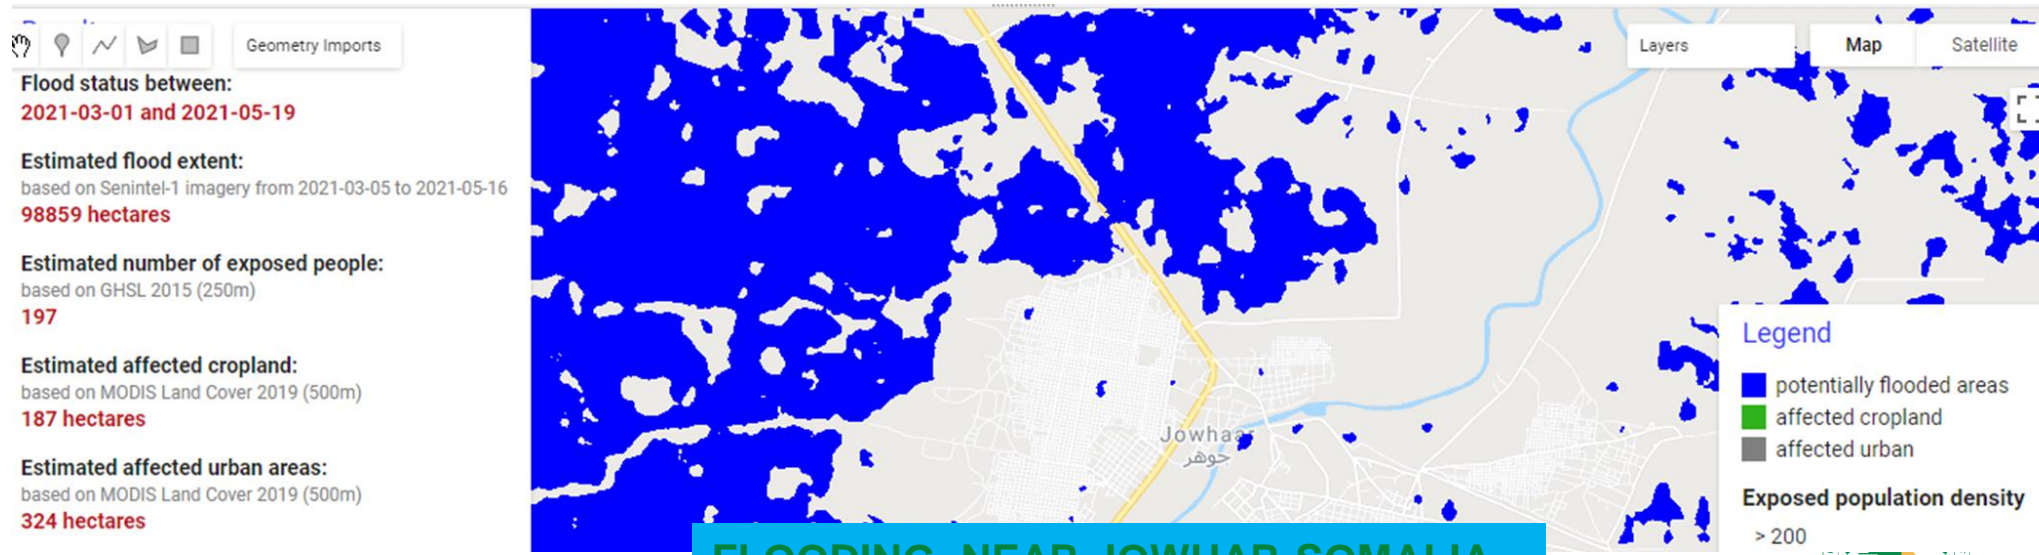 Geometry Imports
Flood status between:
2021-03-01 and 2021-05-19
Estimated flood extent:
based on Senintel-1 imagery from 2021-03-05 to 2021-05-16
98859 hectares
Estimated number of exposed people:
based on GHSL 2015 (250m)
197
Estimated affected cropland:
based on MODIS Land Cover 2019 (500m)
187 hectares
Estimated affected urban areas:
based on MODIS Land Cover 2019 (500m)
324 hectares
Layers
Map
Satellite
Jowhaar
جوهر
Legend
potentially flooded areas
affected cropland
affected urban
Exposed population density
> 200
FLOODING NEAR JOWHAR SOMALIA